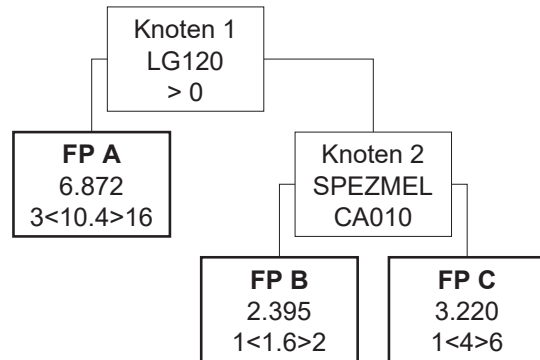 Knoten 1
LG120
> 0
FP A
6.872
3<10.4>16
Knoten 2
SPEZMEL
CA010
FP B
2.395
1<1.6>2
FP C
3.220
1<4>6